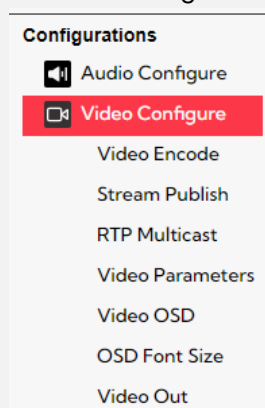 Configurations
Audio Configure
Video Configure
Video Encode
Stream Publish
RTP Multicast
Video Parameters
Video OSD
OSD Font Size
Video Out